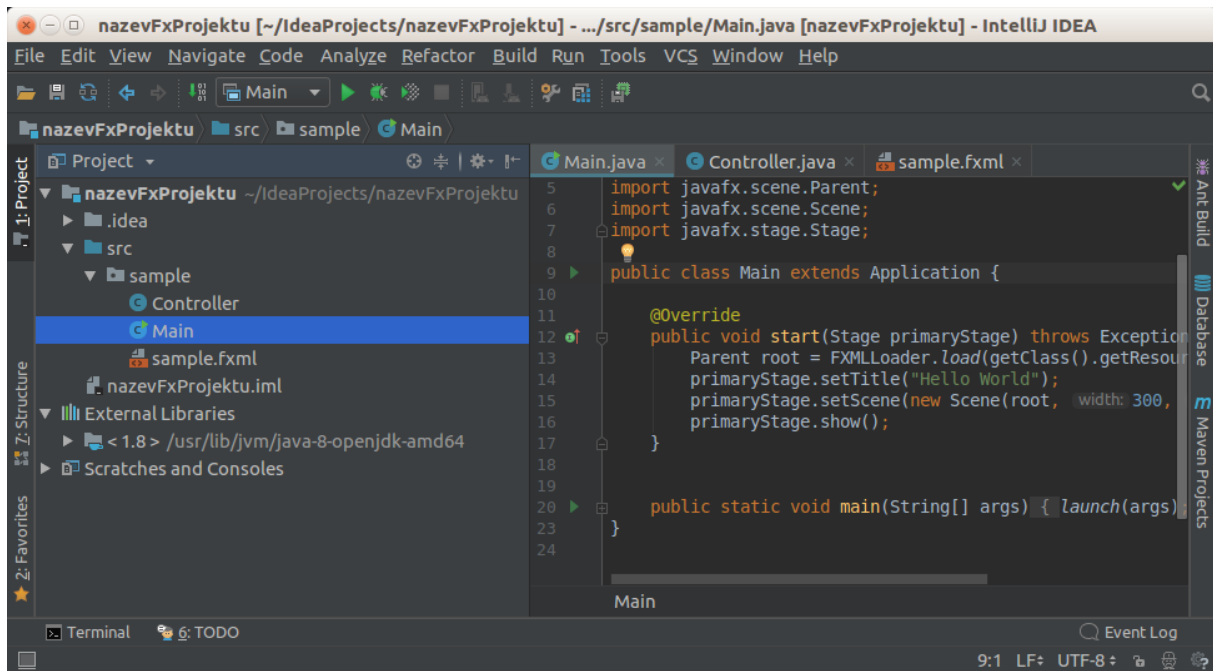 nazevFxProjektu [~/IdeaProjects/nazevFxProjektu] - .../src/sample/Main.java [nazevFxProjektu] - IntelliJ IDEA
File Edit View Navigate Code Analyze Refactor Build Run Tools VCS Window Help
Main
nazevFxProjektu src sample Main
1: Project
7: Structure
2: Favorites
Project
nazevFxProjektu ~/IdeaProjects/nazevFxProjektu
.idea
src
sample
Controller
Main
sample.fxml
nazevFxProjektu.iml
External Libraries
< 1.8 > /usr/lib/jvm/java-8-openjdk-amd64
Scratches and Consoles
Main.java Controller.java sample.fxml
5 import javafx.scene.Parent;
6 import javafx.scene.Scene;
7 import javafx.stage.Stage;
8
9 public class Main extends Application {
10
11 @Override
12 public void start(Stage primaryStage) throws Exception
13 Parent root = FXMLLoader.load(getClass().getResour
14 primaryStage.setTitle("Hello World");
15 primaryStage.setScene(new Scene(root, width: 300,
16 primaryStage.show();
17 }
18
19
20 public static void main(String[] args) { launch(args);
23 }
24
Main
Ant Build
Database
Maven Projects
Terminal 6: TODO Event Log
9:1 LF UTF-8